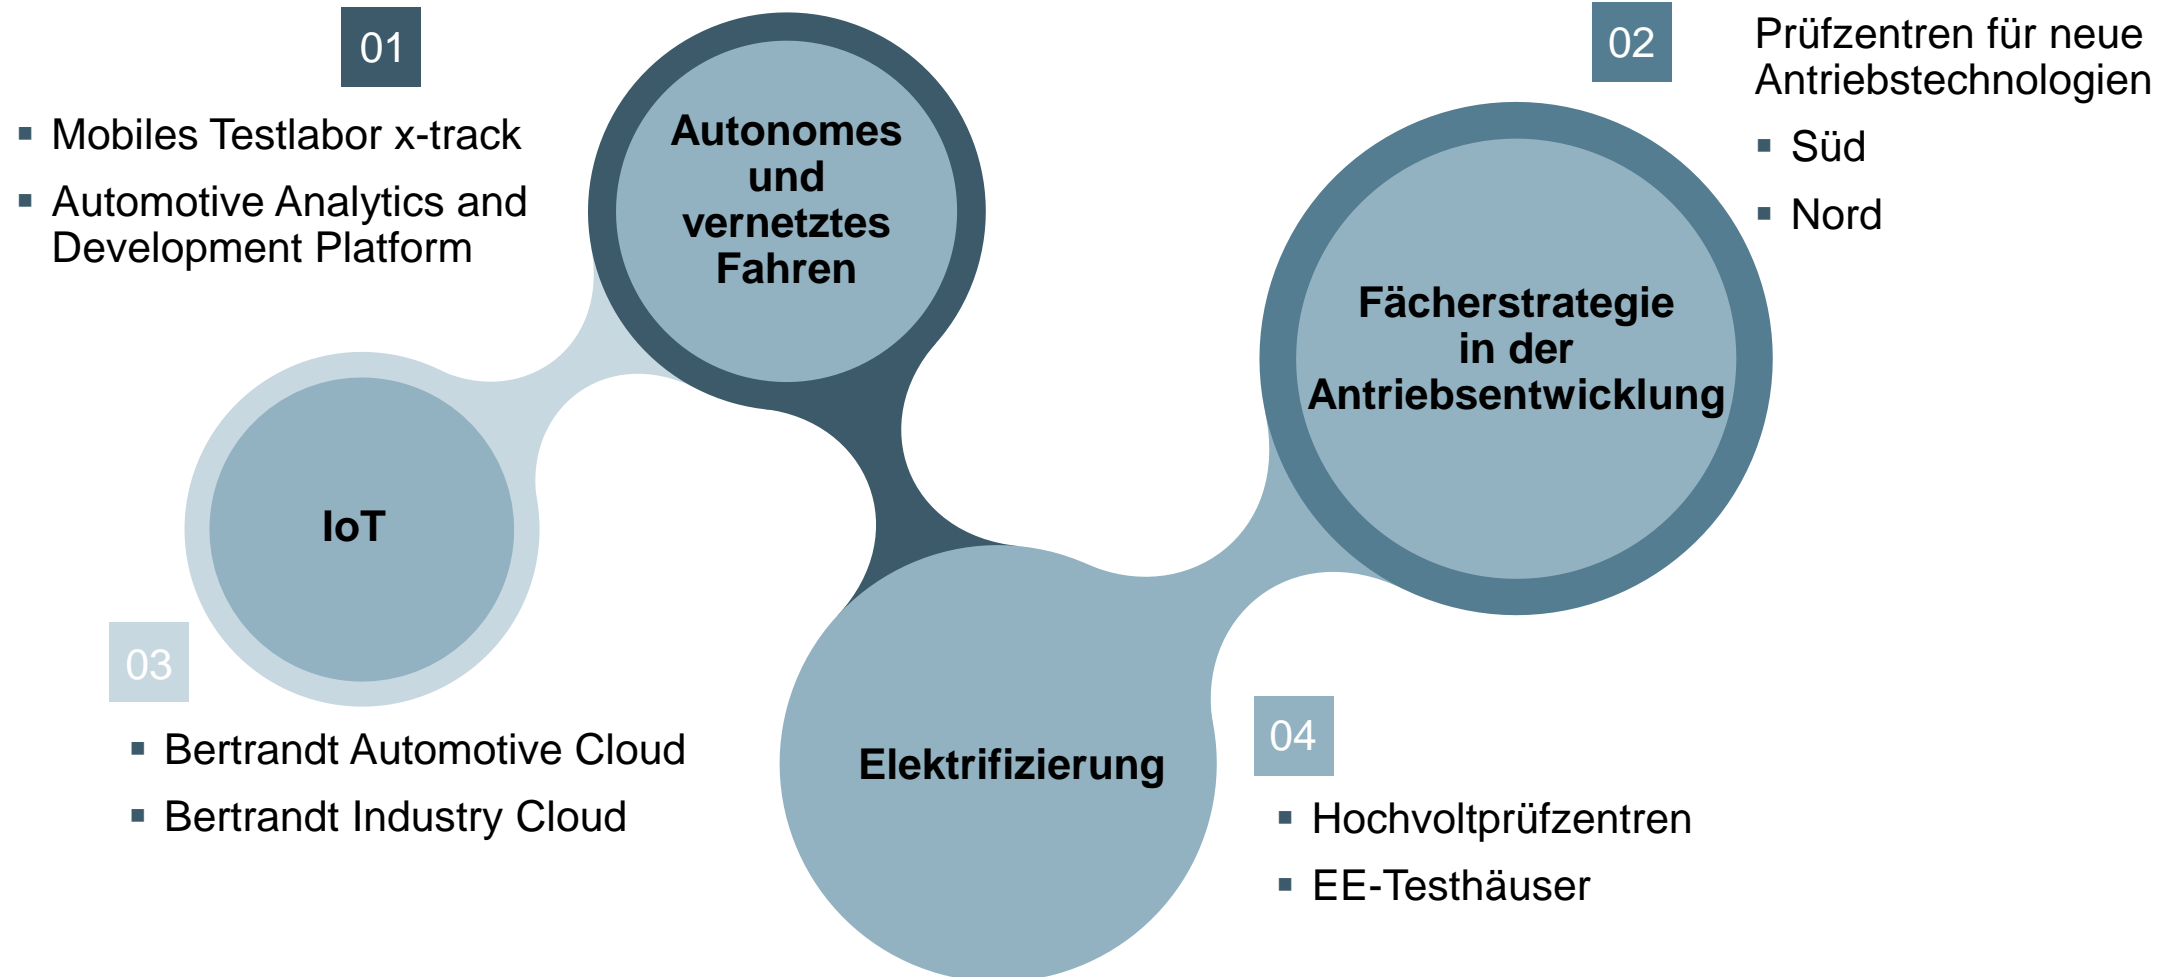 01
▪ Mobiles Testlabor x-track
▪ Automotive Analytics and
Development Platform
Autonomes
und
vernetztes
Fahren
02
Prüfzentren für neue
Antriebstechnologien
▪ Süd
▪ Nord
Fächerstrategie
in der
Antriebsentwicklung
IoT
03
▪ Bertrandt Automotive Cloud
▪ Bertrandt Industry Cloud
Elektrifizierung
04
▪ Hochvoltprüfzentren
▪ EE-Testhäuser